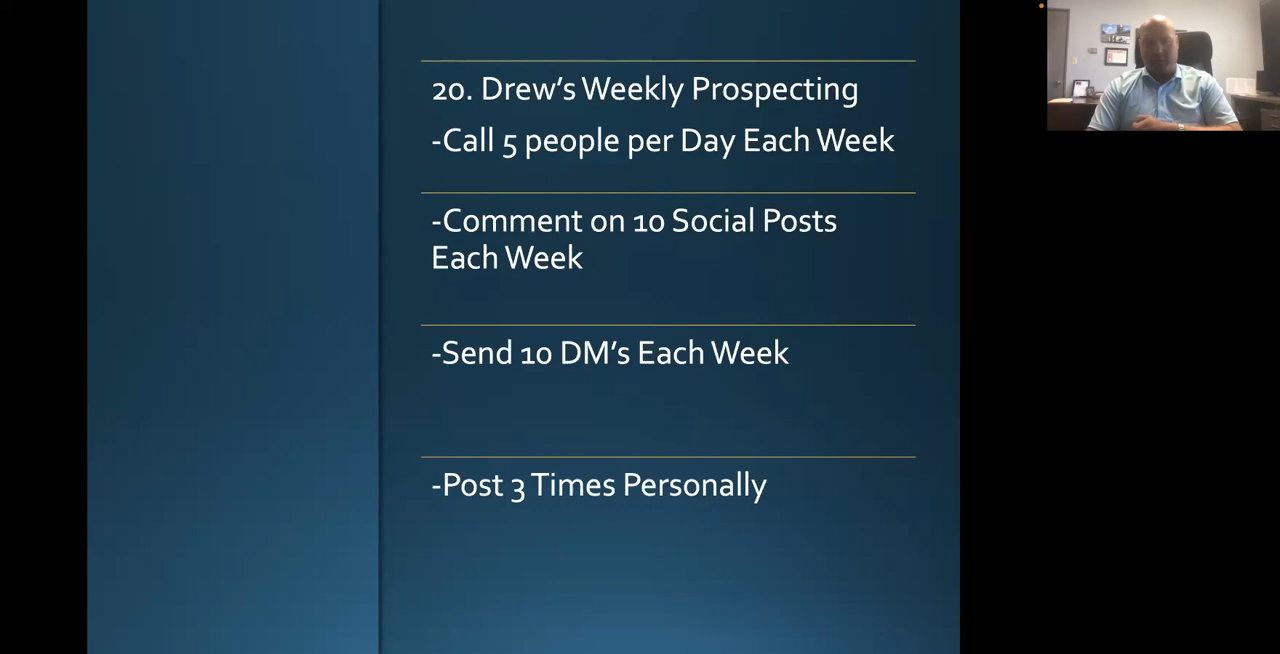 20. Drew’s Weekly Prospecting
-Call 5 people per Day Each Week
-Comment on 10 Social Posts
Each Week
-Send 10 DM’s Each Week
-Post 3 Times Personally